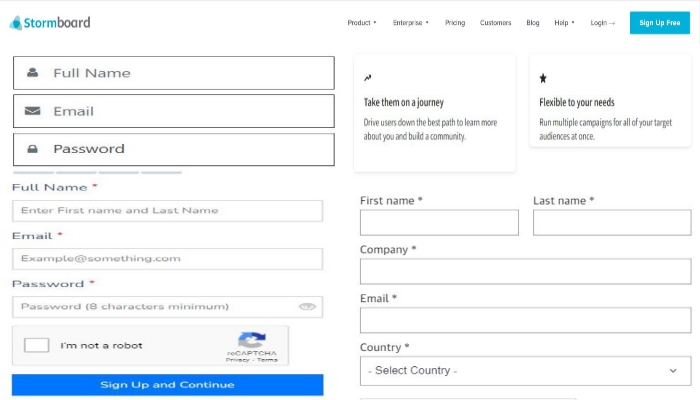 Stormboard
Product Enterprise Pricing Customers Blog Help Login → Sign Up Free
Full Name
Email
Password
Full Name *
Enter First name and Last Name
Email *
Example@something.com
Password *
Password (8 characters minimum)
I'm not a robot
reCAPTCHA
Privacy - Terms
Sign Up and Continue
Take them on a journey
Drive users down the best path to learn more
about you and build a community.
Flexible to your needs
Run multiple campaigns for all of your target
audiences at once.
First name *
Last name *
Company *
Email *
Country *
- Select Country -